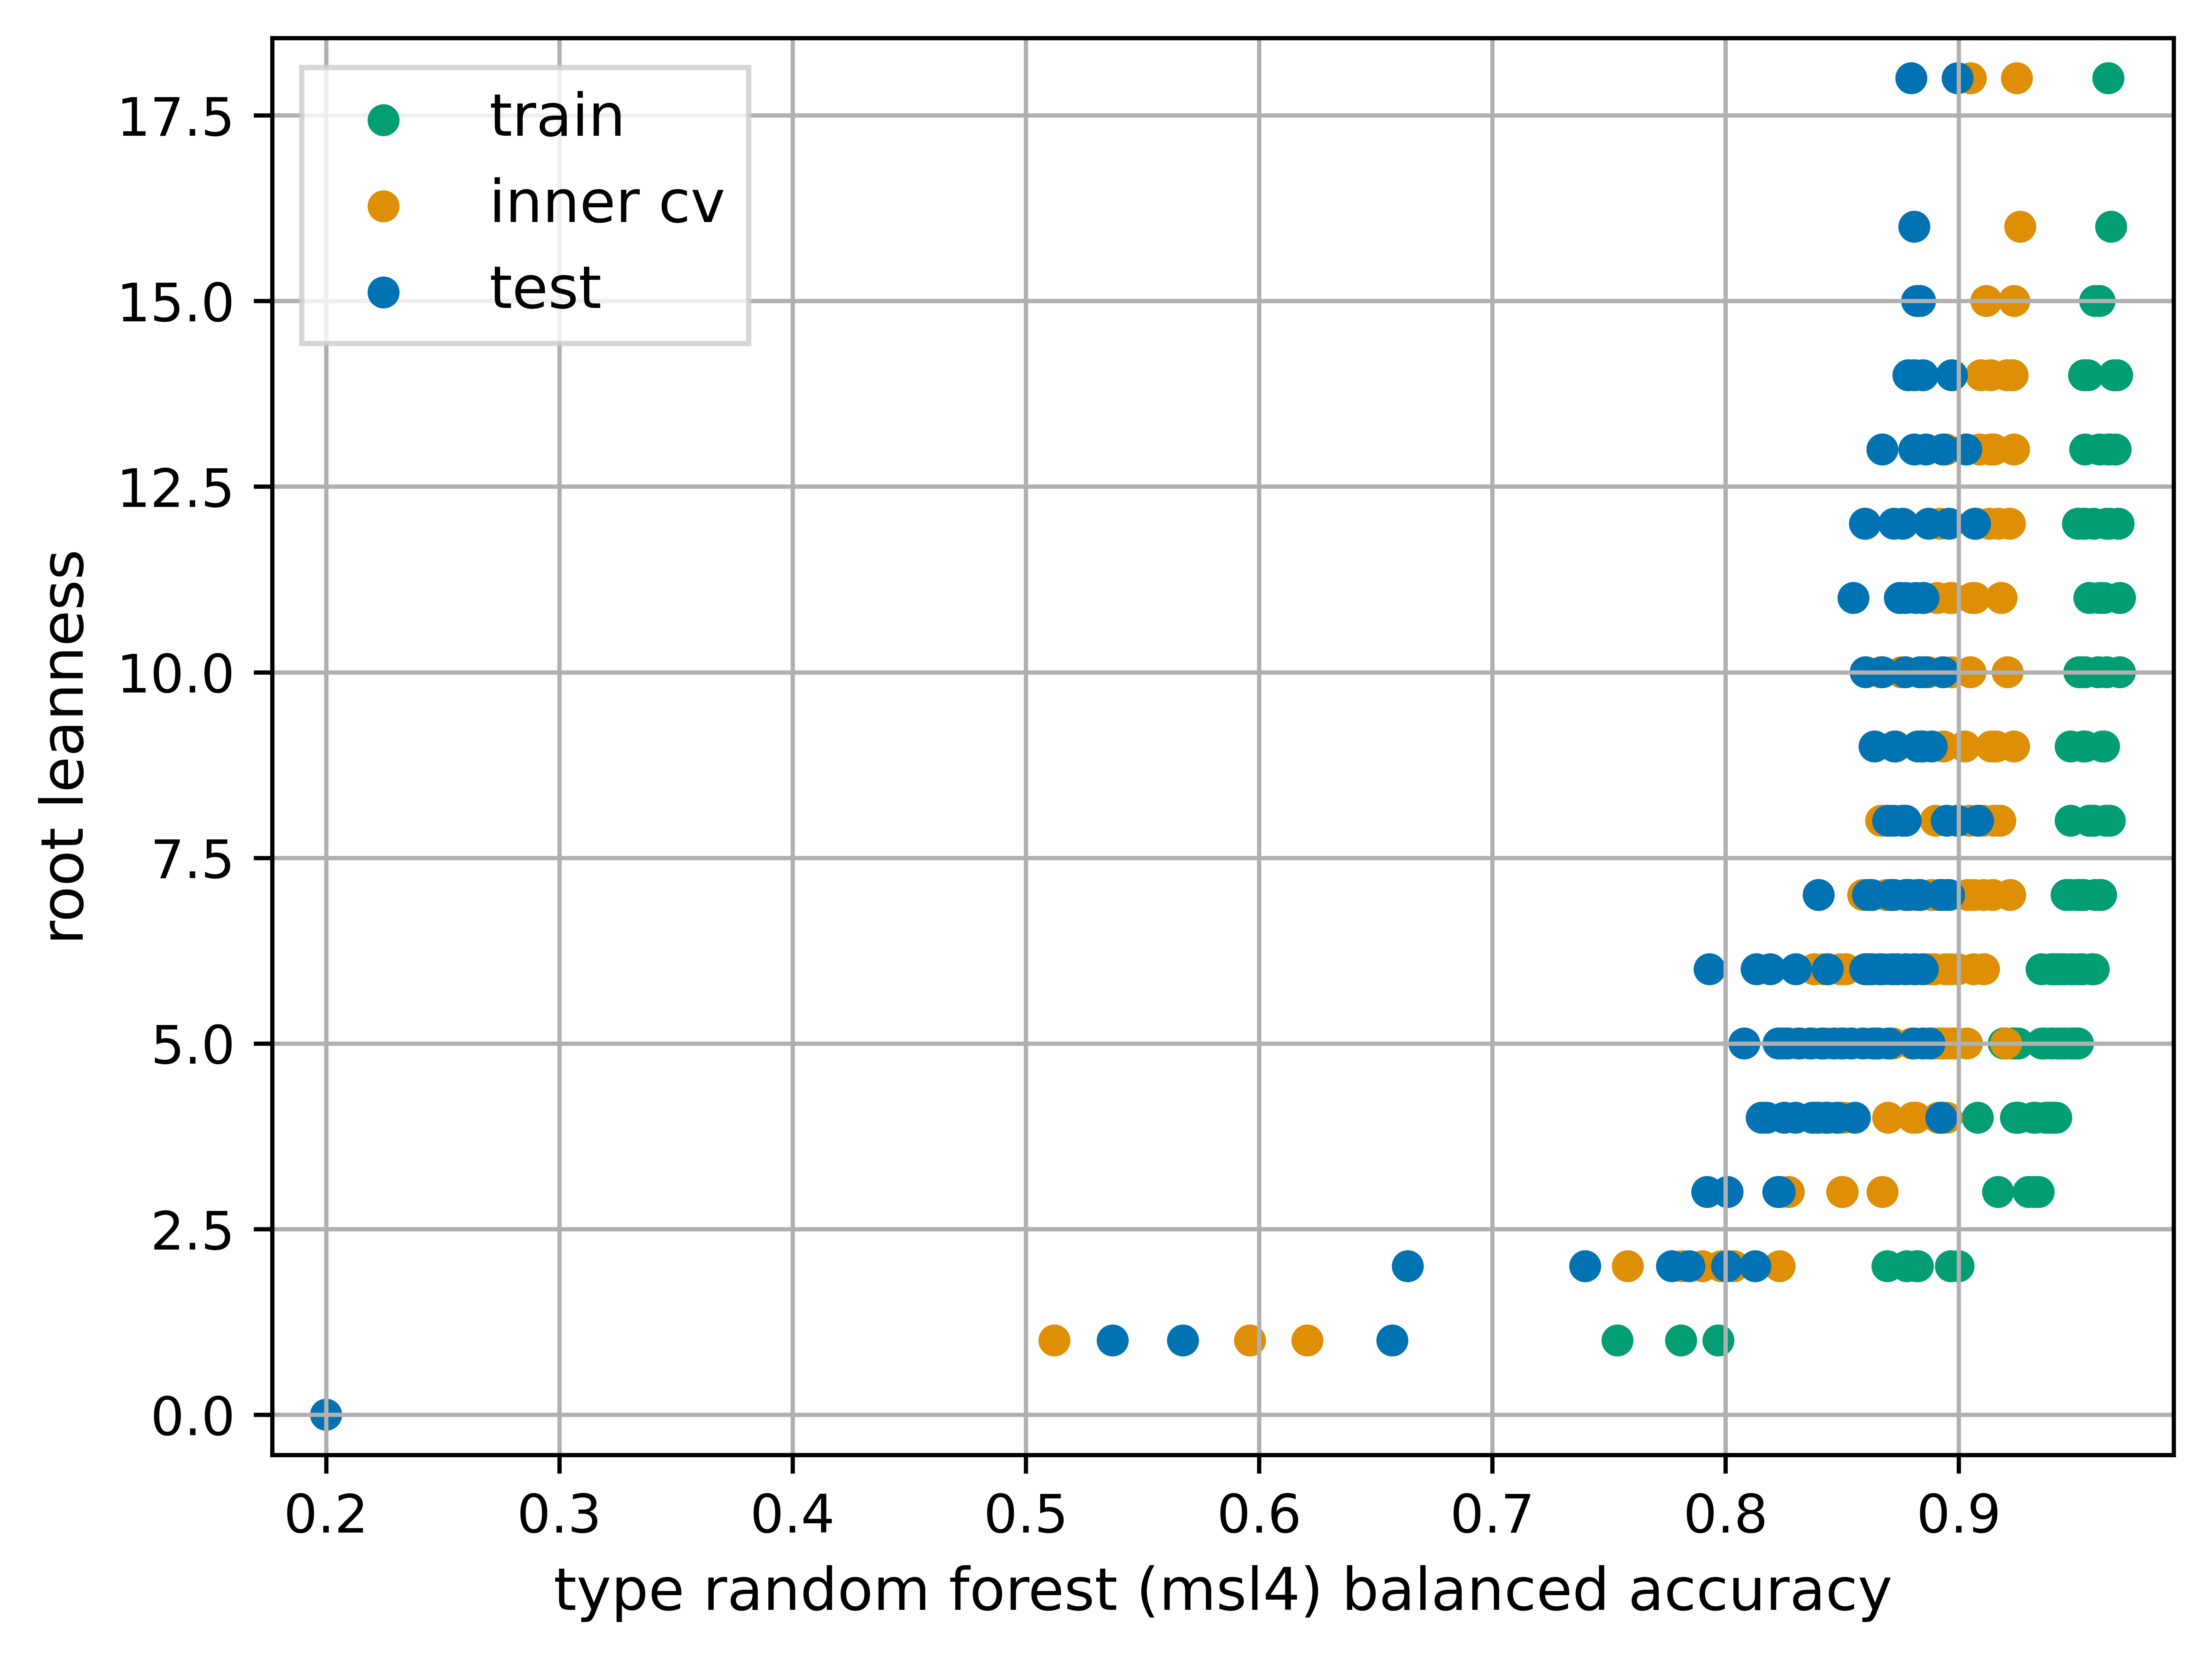 train
inner cv
test
17.5
15.0
12.5
10.0
7.5
5.0
2.5
0.0
root leanness
0.2 0.3 0.4 0.5 0.6 0.7 0.8 0.9
type random forest (msl4) balanced accuracy